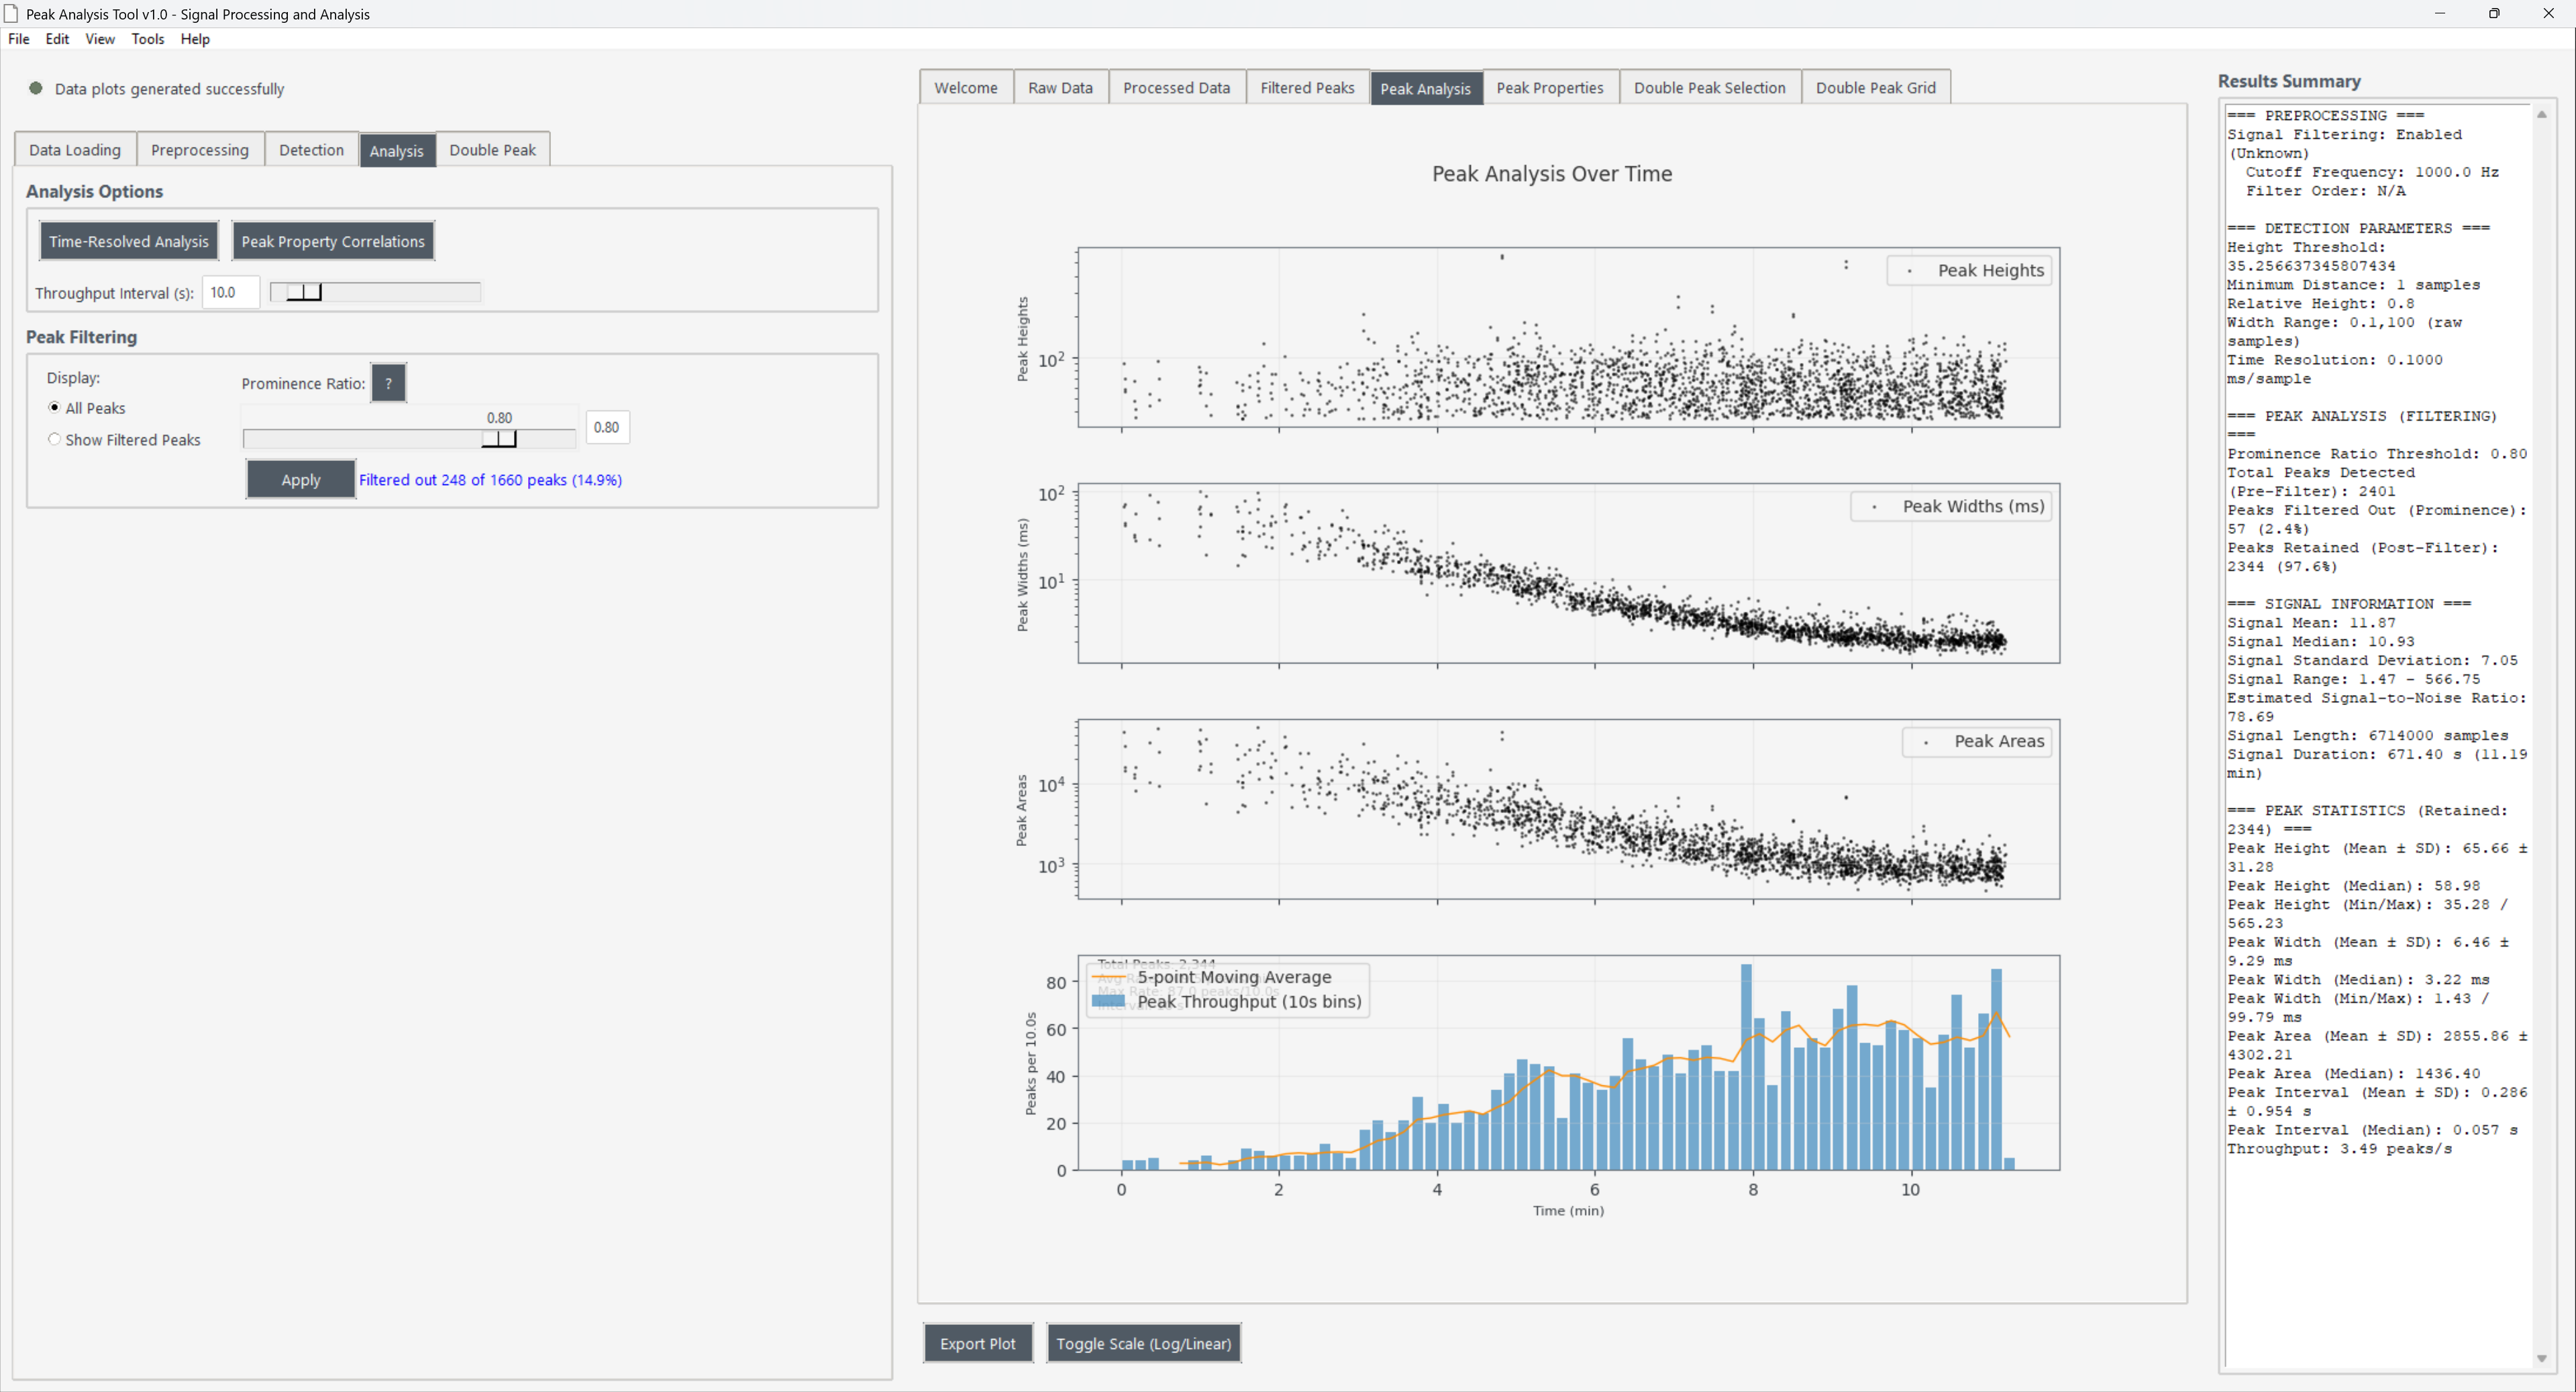 Peak Analysis Tool v1.0 - Signal Processing and Analysis
File Edit View Tools Help
Data plots generated successfully
Data Loading Preprocessing Detection Analysis Double Peak
Analysis Options
Time-Resolved Analysis Peak Property Correlations
Throughput Interval (s): 10.0
Peak Filtering
Display:
Prominence Ratio: ?
All Peaks
0.80
0.80
Show Filtered Peaks
Apply Filtered out 248 of 1660 peaks (14.9%)
Welcome Raw Data Processed Data Filtered Peaks Peak Analysis Peak Properties Double Peak Selection Double Peak Grid
Peak Analysis Over Time
Peak Heights
Peak Heights
10²
Peak Widths (ms)
Peak Widths (ms)
10²
10¹
Peak Areas
Peak Areas
10⁴
10³
Total Peaks: 2,344
5-point Moving Average
Max Rate: 87.0 peaks/10.0s
Peak Throughput (10s bins)
Peaks per 10.0s
80
60
40
20
0
0 2 4 6 8 10
Time (min)
Export Plot Toggle Scale (Log/Linear)
Results Summary
=== PREPROCESSING ===
Signal Filtering: Enabled
(Unknown)
Cutoff Frequency: 1000.0 Hz
Filter Order: N/A
=== DETECTION PARAMETERS ===
Height Threshold:
35.256637345807434
Minimum Distance: 1 samples
Relative Height: 0.8
Width Range: 0.1,100 (raw
samples)
Time Resolution: 0.1000
ms/sample
=== PEAK ANALYSIS (FILTERING)
===
Prominence Ratio Threshold: 0.80
Total Peaks Detected
(Pre-Filter): 2401
Peaks Filtered Out (Prominence):
57 (2.4%)
Peaks Retained (Post-Filter):
2344 (97.6%)
=== SIGNAL INFORMATION ===
Signal Mean: 11.87
Signal Median: 10.93
Signal Standard Deviation: 7.05
Signal Range: 1.47 - 566.75
Estimated Signal-to-Noise Ratio:
78.69
Signal Length: 6714000 samples
Signal Duration: 671.40 s (11.19
min)
=== PEAK STATISTICS (Retained:
2344) ===
Peak Height (Mean ± SD): 65.66 ±
31.28
Peak Height (Median): 58.98
Peak Height (Min/Max): 35.28 /
565.23
Peak Width (Mean ± SD): 6.46 ±
9.29 ms
Peak Width (Median): 3.22 ms
Peak Width (Min/Max): 1.43 /
99.79 ms
Peak Area (Mean ± SD): 2855.86 ±
4302.21
Peak Area (Median): 1436.40
Peak Interval (Mean ± SD): 0.286
± 0.954 s
Peak Interval (Median): 0.057 s
Throughput: 3.49 peaks/s